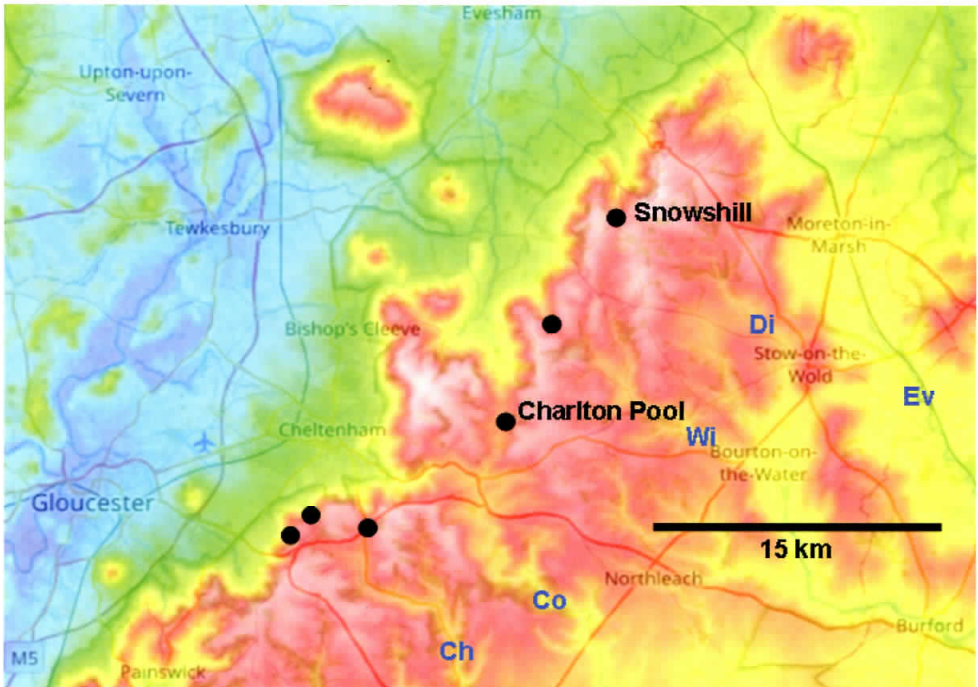 Evesham
Upton-upon-
Severn
Snowshill
Tewkesbury
Moreton-in-
Marsh
Bishop's Cleeve
Di
Stow-on-the-
Wold
Ev
Charlton Pool
Cheltenham
Wi
Bourton-on-
the-Water
Gloucester
15 km
Northleach
Co
Burford
Ch
M5
Painswick